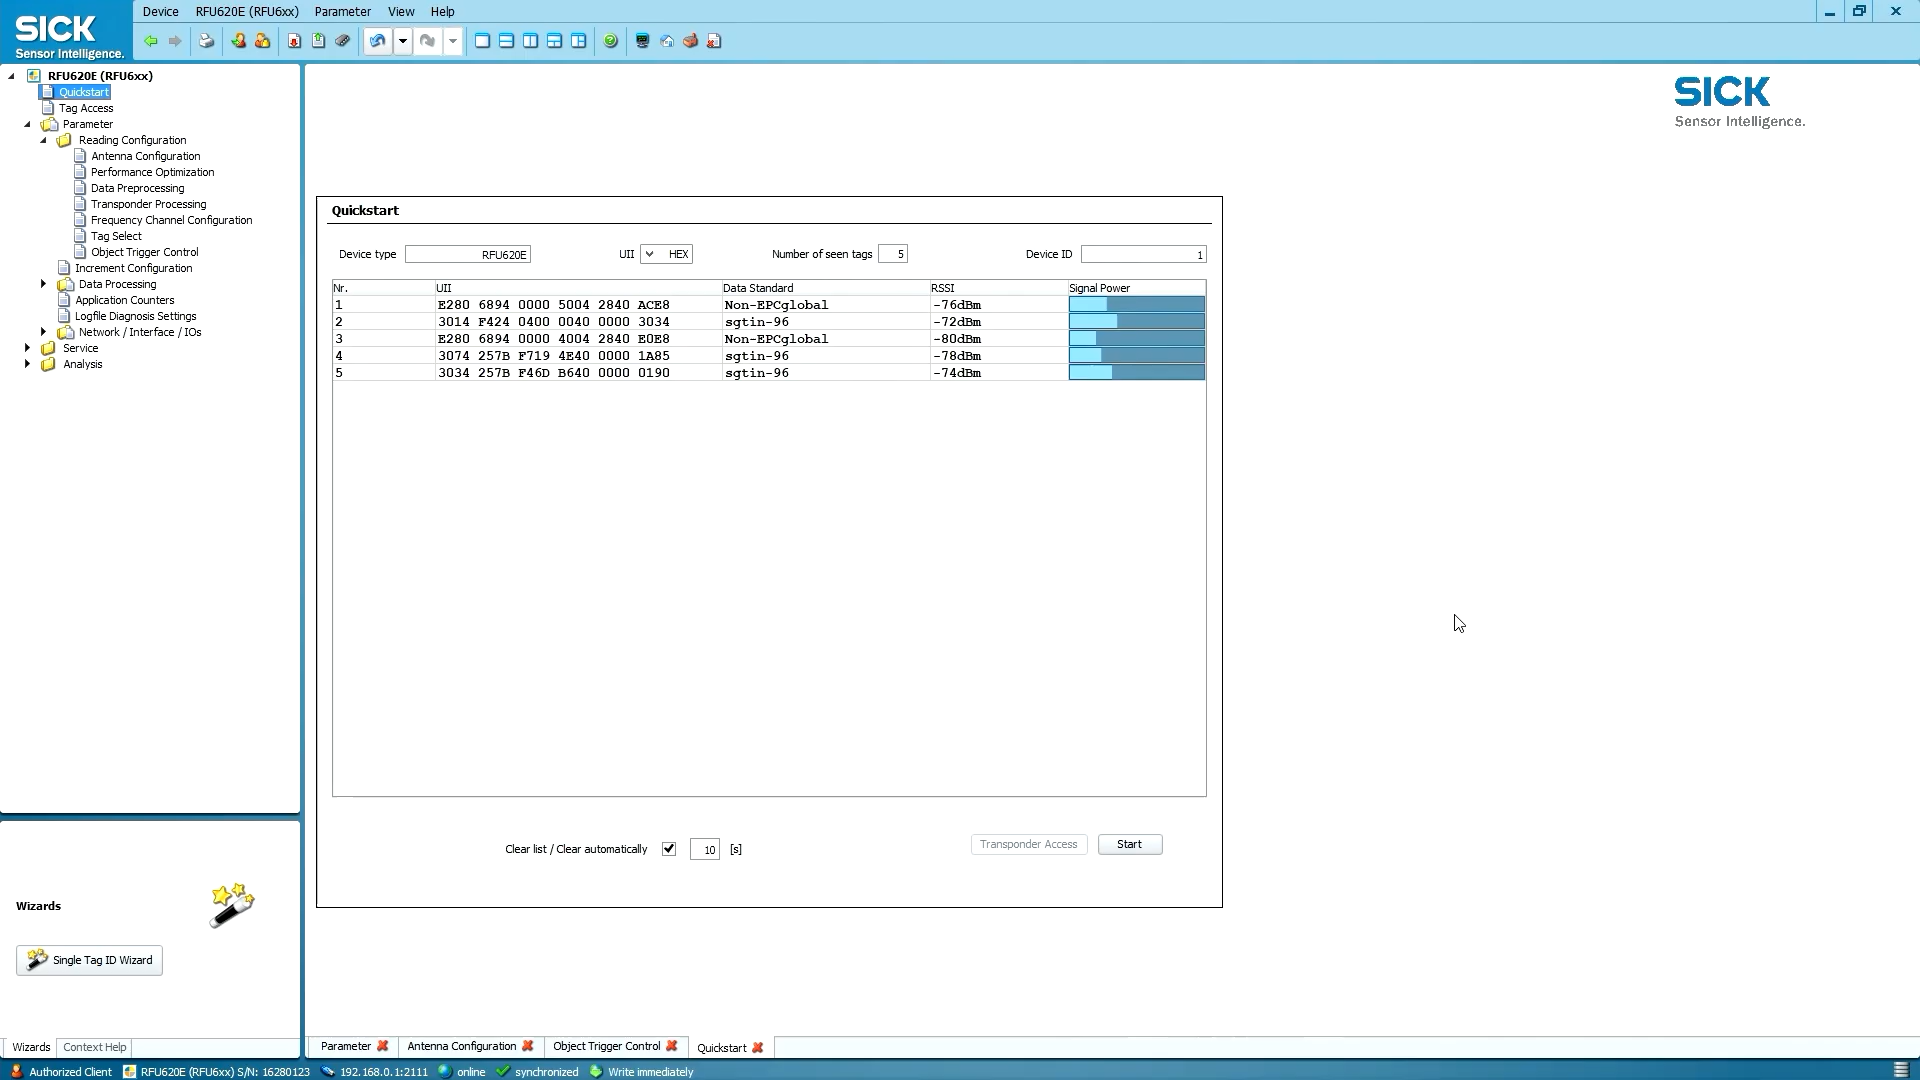 SICK
Sensor Intelligence.
Device RFU620E (RFU6xx) Parameter View Help
RFU620E (RFU6xx)
Quickstart
Tag Access
Parameter
Reading Configuration
Antenna Configuration
Performance Optimization
Data Preprocessing
Transponder Processing
Frequency Channel Configuration
Tag Select
Object Trigger Control
Increment Configuration
Data Processing
Application Counters
Logfile Diagnosis Settings
Network / Interface / IOs
Service
Analysis
SICK
Sensor Intelligence.
Quickstart
Device type RFU620E UII HEX Number of seen tags 5 Device ID 1
Nr. UII Data Standard RSSI Signal Power
1 E280 6894 0000 5004 2840 ACE8 Non-EPCglobal -76dBm
2 3014 F424 0400 0040 0000 3034 sgtin-96 -72dBm
3 E280 6894 0000 4004 2840 E0E8 Non-EPCglobal -80dBm
4 3074 257B F719 4E40 0000 1A85 sgtin-96 -78dBm
5 3034 257B F46D B640 0000 0190 sgtin-96 -74dBm
Clear list / Clear automatically 10 [s] Transponder Access Start
Wizards
Single Tag ID Wizard
Wizards Context Help
Parameter Antenna Configuration Object Trigger Control Quickstart
Authorized Client RFU620E (RFU6xx) S/N: 16280123 192.168.0.1:2111 online synchronized Write immediately